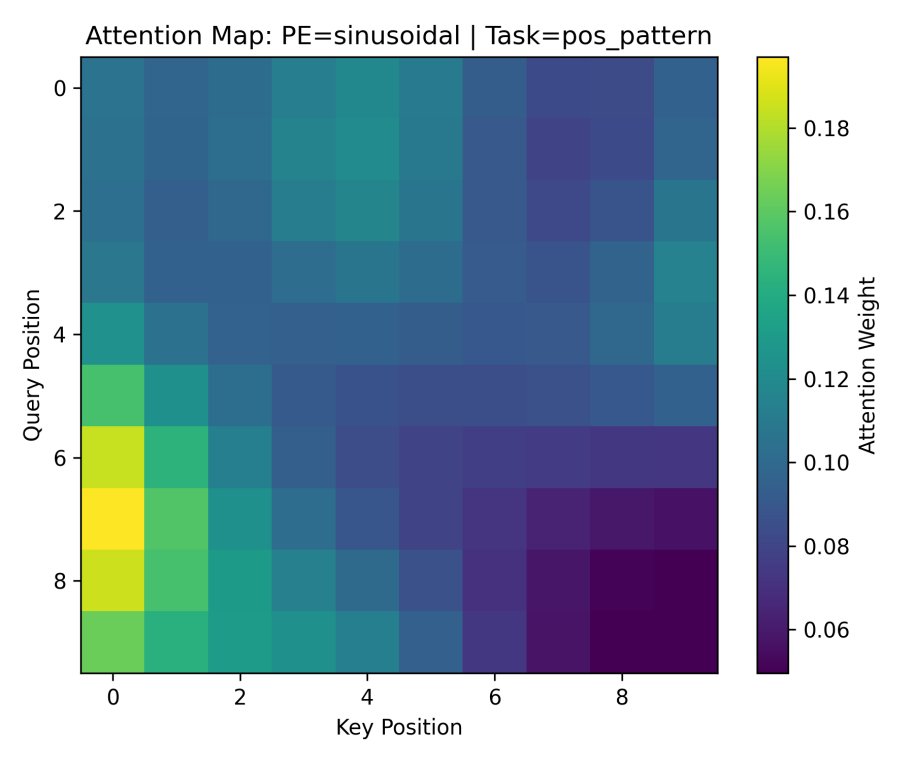 Attention Map: PE=sinusoidal | Task=pos_pattern
Query Position
0
2
4
6
8
0 2 4 6 8
Key Position
0.18
0.16
0.14
0.12
0.10
0.08
0.06
Attention Weight